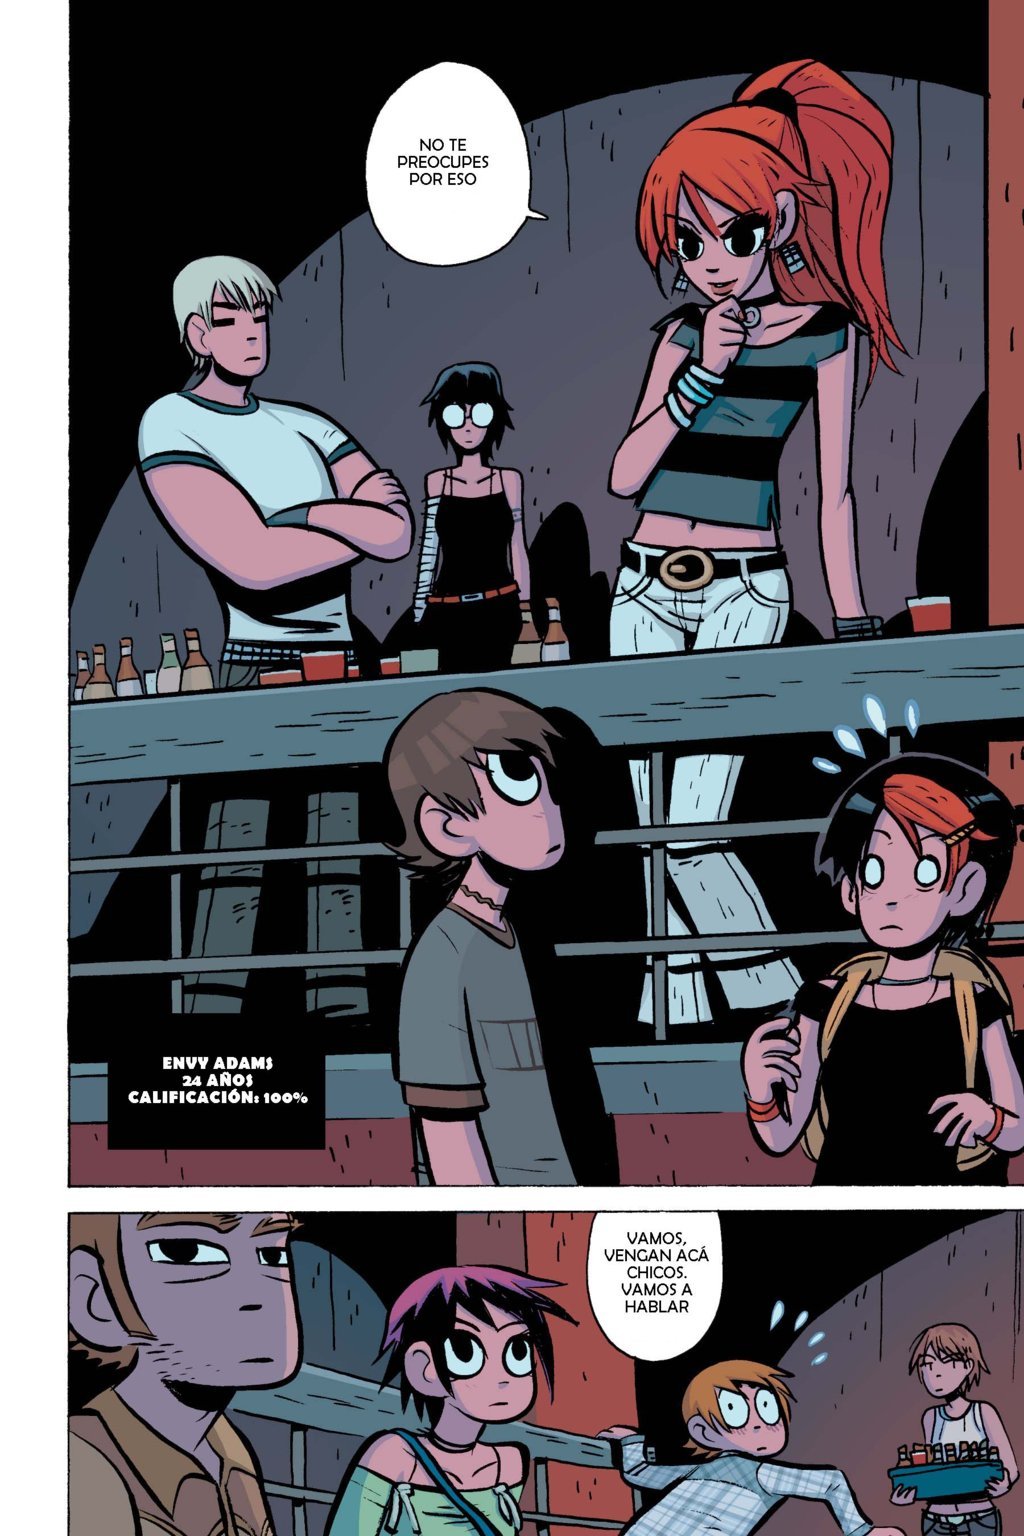 NO TE
PREOCUPES
POR ESO
ENVY ADAMS
24 AÑOS
CALIFICACIÓN: 100%
VAMOS,
VENGAN ACÁ
CHICOS.
VAMOS A
HABLAR